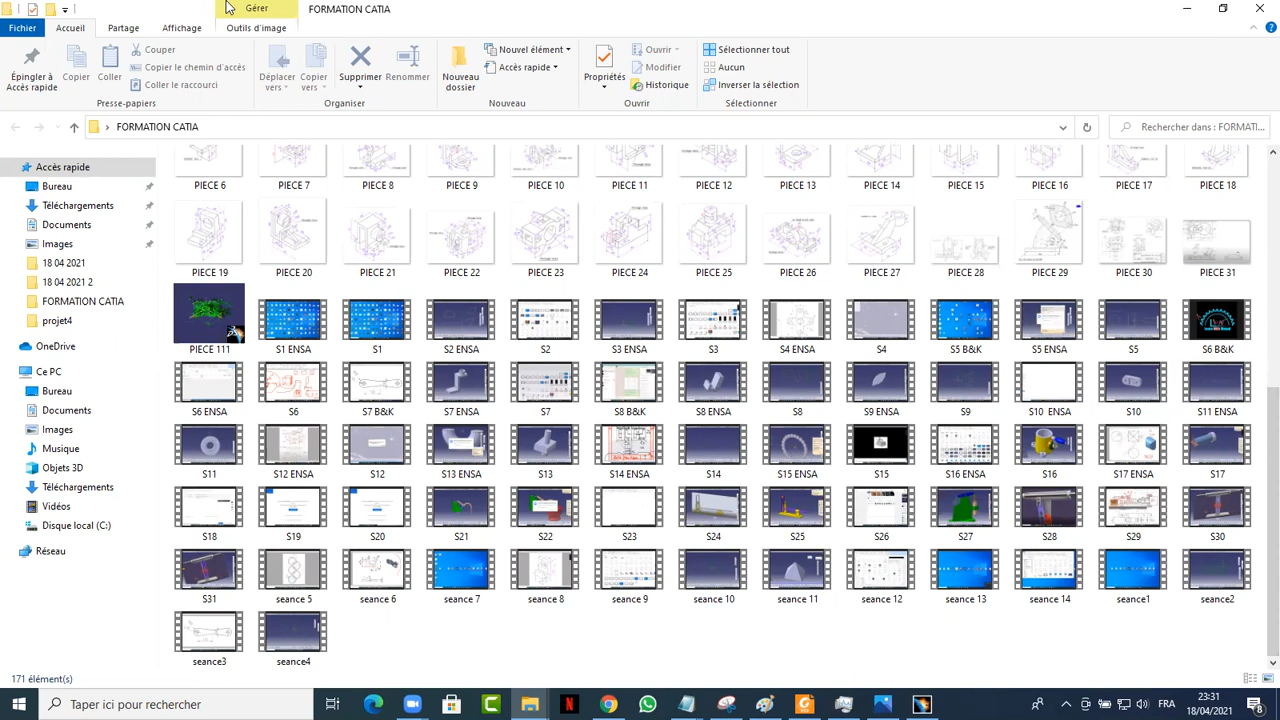 Gérer
FORMATION CATIA
Fichier
Accueil
Partage
Affichage
Outils d'image
Épingler à Accès rapide
Copier
Coller
Couper
Copier le chemin d'accès
Coller le raccourci
Presse-papiers
Déplacer vers
Copier vers
Supprimer
Renommer
Organiser
Nouveau dossier
Nouvel élément
Accès rapide
Nouveau
Propriétés
Ouvrir
Modifier
Historique
Ouvrir
Sélectionner tout
Aucun
Inverser la sélection
Sélectionner
FORMATION CATIA
Rechercher dans : FORMATI...
Accès rapide
Bureau
Téléchargements
Documents
Images
18 04 2021
18 04 2021 2
FORMATION CATIA
projet4
OneDrive
Ce PC
Bureau
Documents
Images
Musique
Objets 3D
Téléchargements
Vidéos
Disque local (C:)
Réseau
PIECE 6 PIECE 7 PIECE 8 PIECE 9 PIECE 10 PIECE 11 PIECE 12 PIECE 13 PIECE 14 PIECE 15 PIECE 16 PIECE 17 PIECE 18
PIECE 19 PIECE 20 PIECE 21 PIECE 22 PIECE 23 PIECE 24 PIECE 25 PIECE 26 PIECE 27 PIECE 28 PIECE 29 PIECE 30 PIECE 31
PIECE 111 S1 ENSA S1 S2 ENSA S2 S3 ENSA S3 S4 ENSA S4 S5 B&K S5 ENSA S5 S6 B&K
S6 ENSA S6 S7 B&K S7 ENSA S7 S8 B&K S8 ENSA S8 S9 ENSA S9 S10 ENSA S10 S11 ENSA
S11 S12 ENSA S12 S13 ENSA S13 S14 ENSA S14 S15 ENSA S15 S16 ENSA S16 S17 ENSA S17
S18 S19 S20 S21 S22 S23 S24 S25 S26 S27 S28 S29 S30
S31 seance 5 seance 6 seance 7 seance 8 seance 9 seance 10 seance 11 seance 12 seance 13 seance 14 seance1 seance2
seance3 seance4
171 élément(s)
Taper ici pour rechercher
FRA
23:31
18/04/2021
8